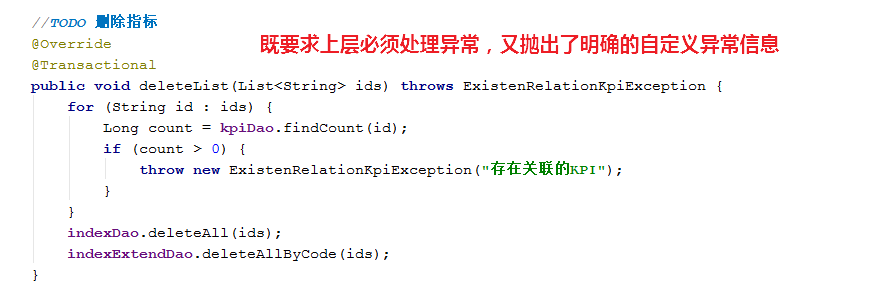 //TODO 删除指标
@Override
既要求上层必须处理异常，又抛出了明确的自定义异常信息
@Transactional
public void deleteList(List<String> ids) throws ExistenRelationKpiException {
for (String id : ids) {
Long count = kpiDao.findCount(id);
if (count > 0) {
throw new ExistenRelationKpiException("存在关联的KPI");
}
}
indexDao.deleteAll(ids);
indexExtendDao.deleteAllByCode(ids);
}